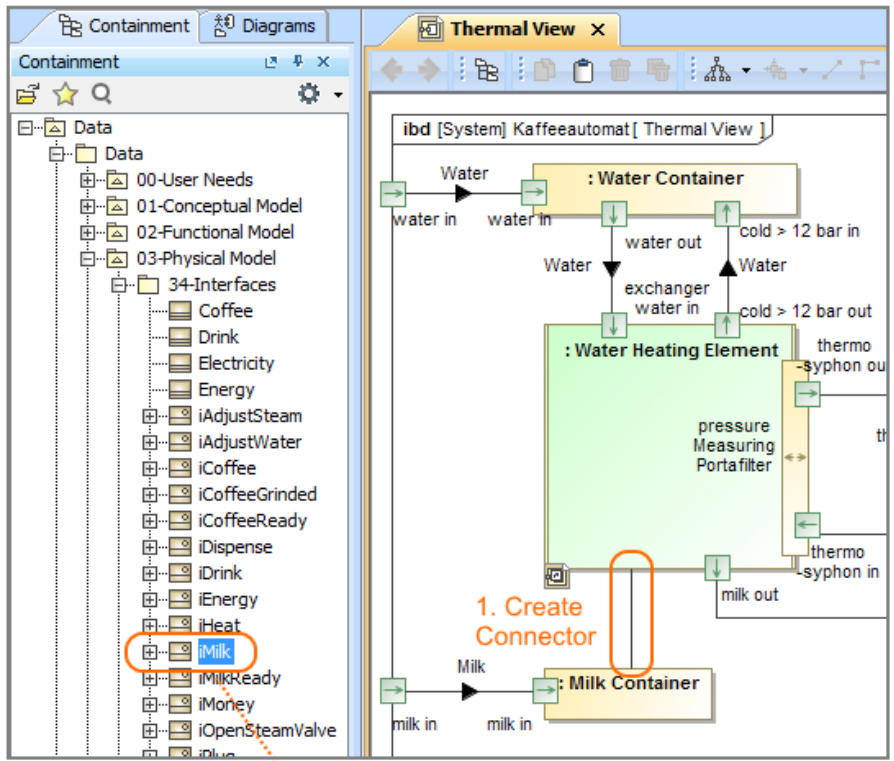 Containment
Diagrams
Containment
Data
Data
00-User Needs
01-Conceptual Model
02-Functional Model
03-Physical Model
34-Interfaces
Coffee
Drink
Electricity
Energy
iAdjustSteam
iAdjustWater
iCoffee
iCoffeeGrinded
iCoffeeReady
iDispense
iDrink
iEnergy
iHeat
iMilk
iMilkReady
iMoney
iOpenSteamValve
iPlug
Thermal View
ibd [System] Kaffeeautomat[ Thermal View ]
Water
: Water Container
water in
water in
water out
cold > 12 bar in
Water
Water
exchanger
water in
cold > 12 bar out
: Water Heating Element
thermo
-syphon ou
pressure
Measuring
Portafilter
th
thermo
-syphon in
milk out
1. Create
Connector
Milk
: Milk Container
milk in
milk in